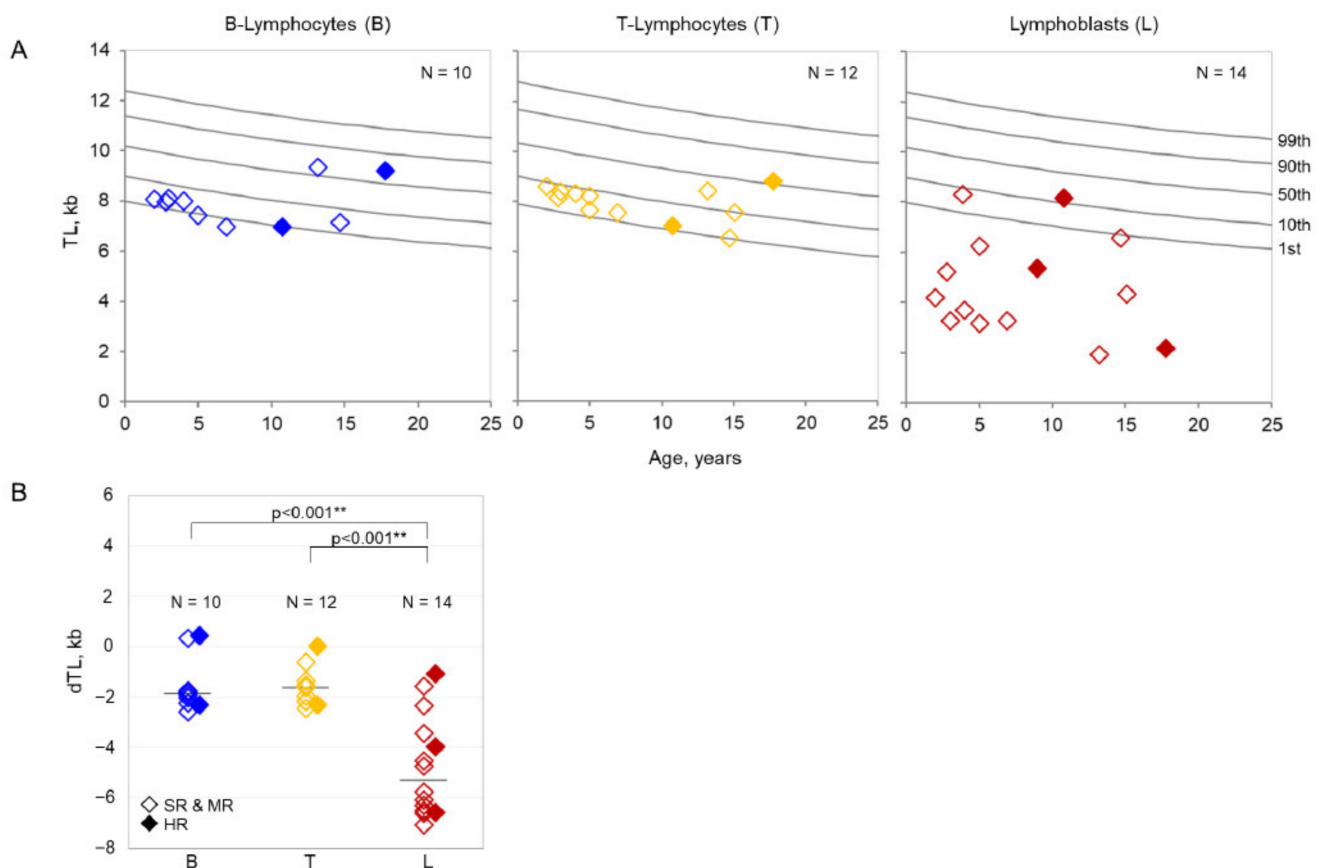 A
B-Lymphocytes (B)
T-Lymphocytes (T)
Lymphoblasts (L)
TL, kb
14
12
10
8
6
4
2
0
N = 10
N = 12
N = 14
99th
90th
50th
10th
1st
0 5 10 15 20 25
0 5 10 15 20 25
0 5 10 15 20 25
Age, years
B
dTL, kb
6
4
2
0
−2
−4
−6
−8
p<0.001**
p<0.001**
N = 10
N = 12
N = 14
SR & MR
HR
B T L